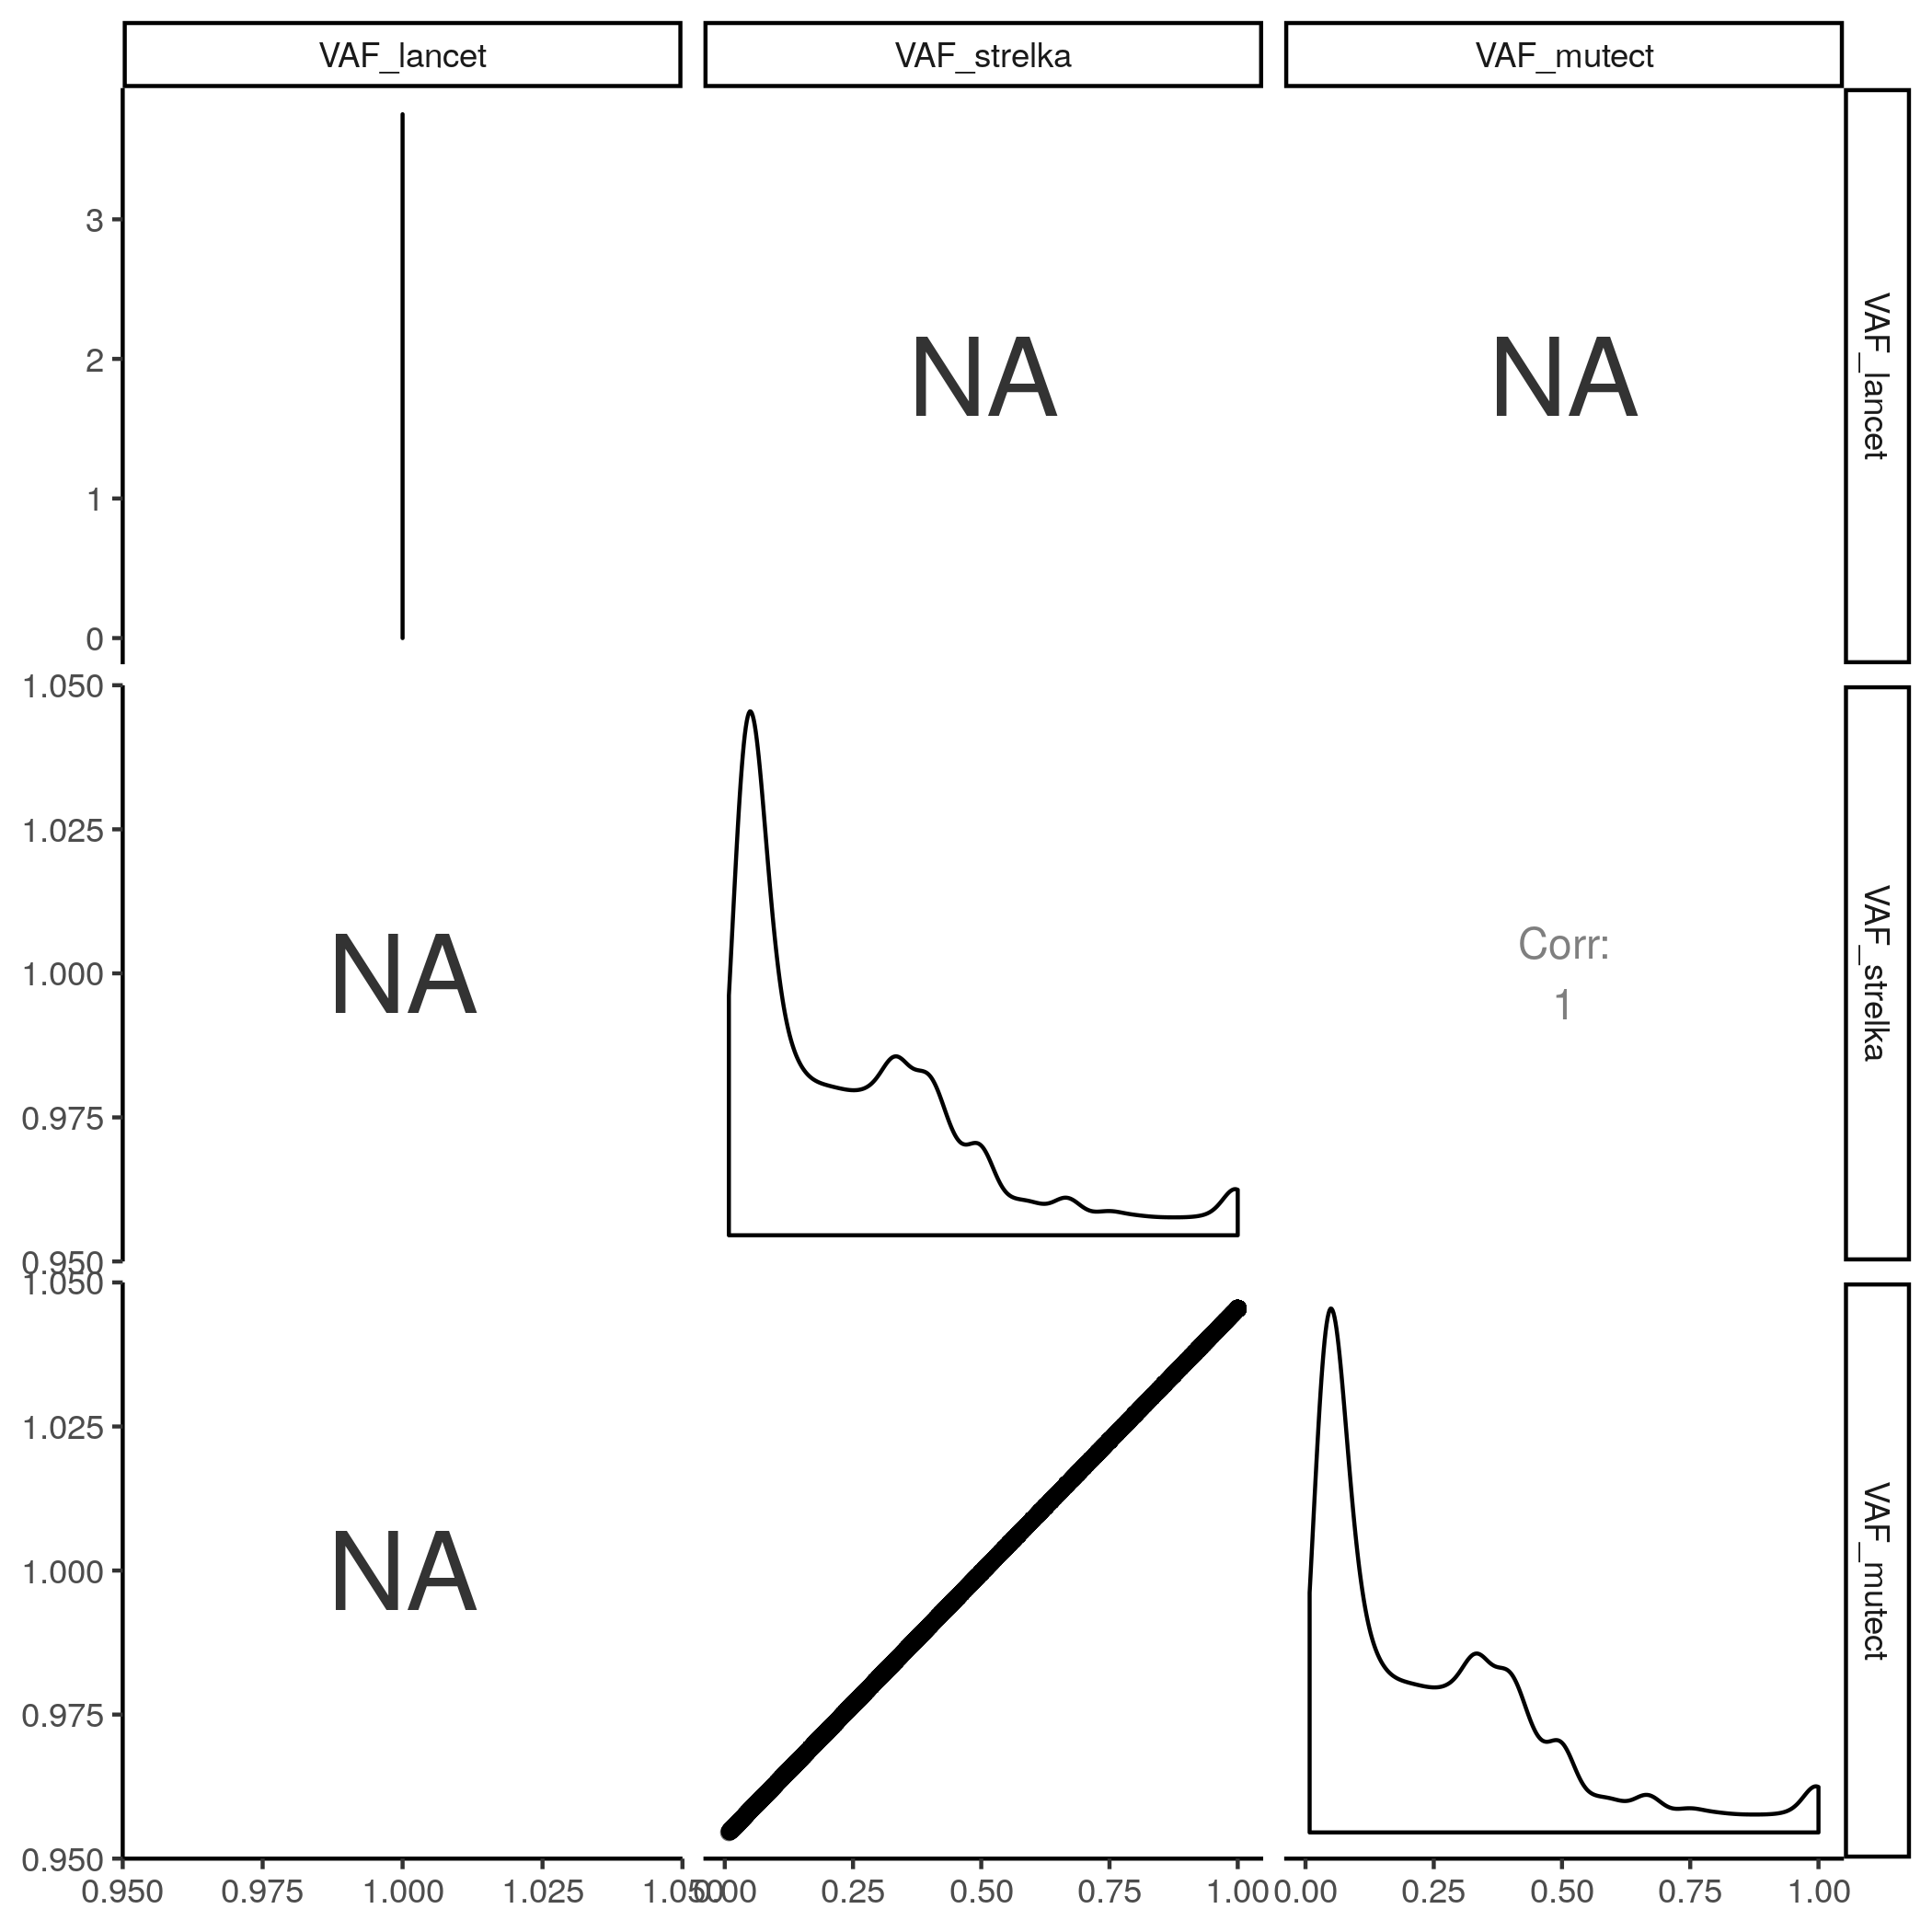 VAF_lancet VAF_strelka VAF_mutect
3
2
1
0
NA NA
VAF_lancet
1.050
1.025
1.000
0.975
0.950
NA
Corr:
1
VAF_strelka
1.050
1.025
1.000
0.975
0.950
NA
VAF_mutect
0.950 0.975 1.000 1.025 1.050
0.00 0.25 0.50 0.75 1.00
0.00 0.25 0.50 0.75 1.00